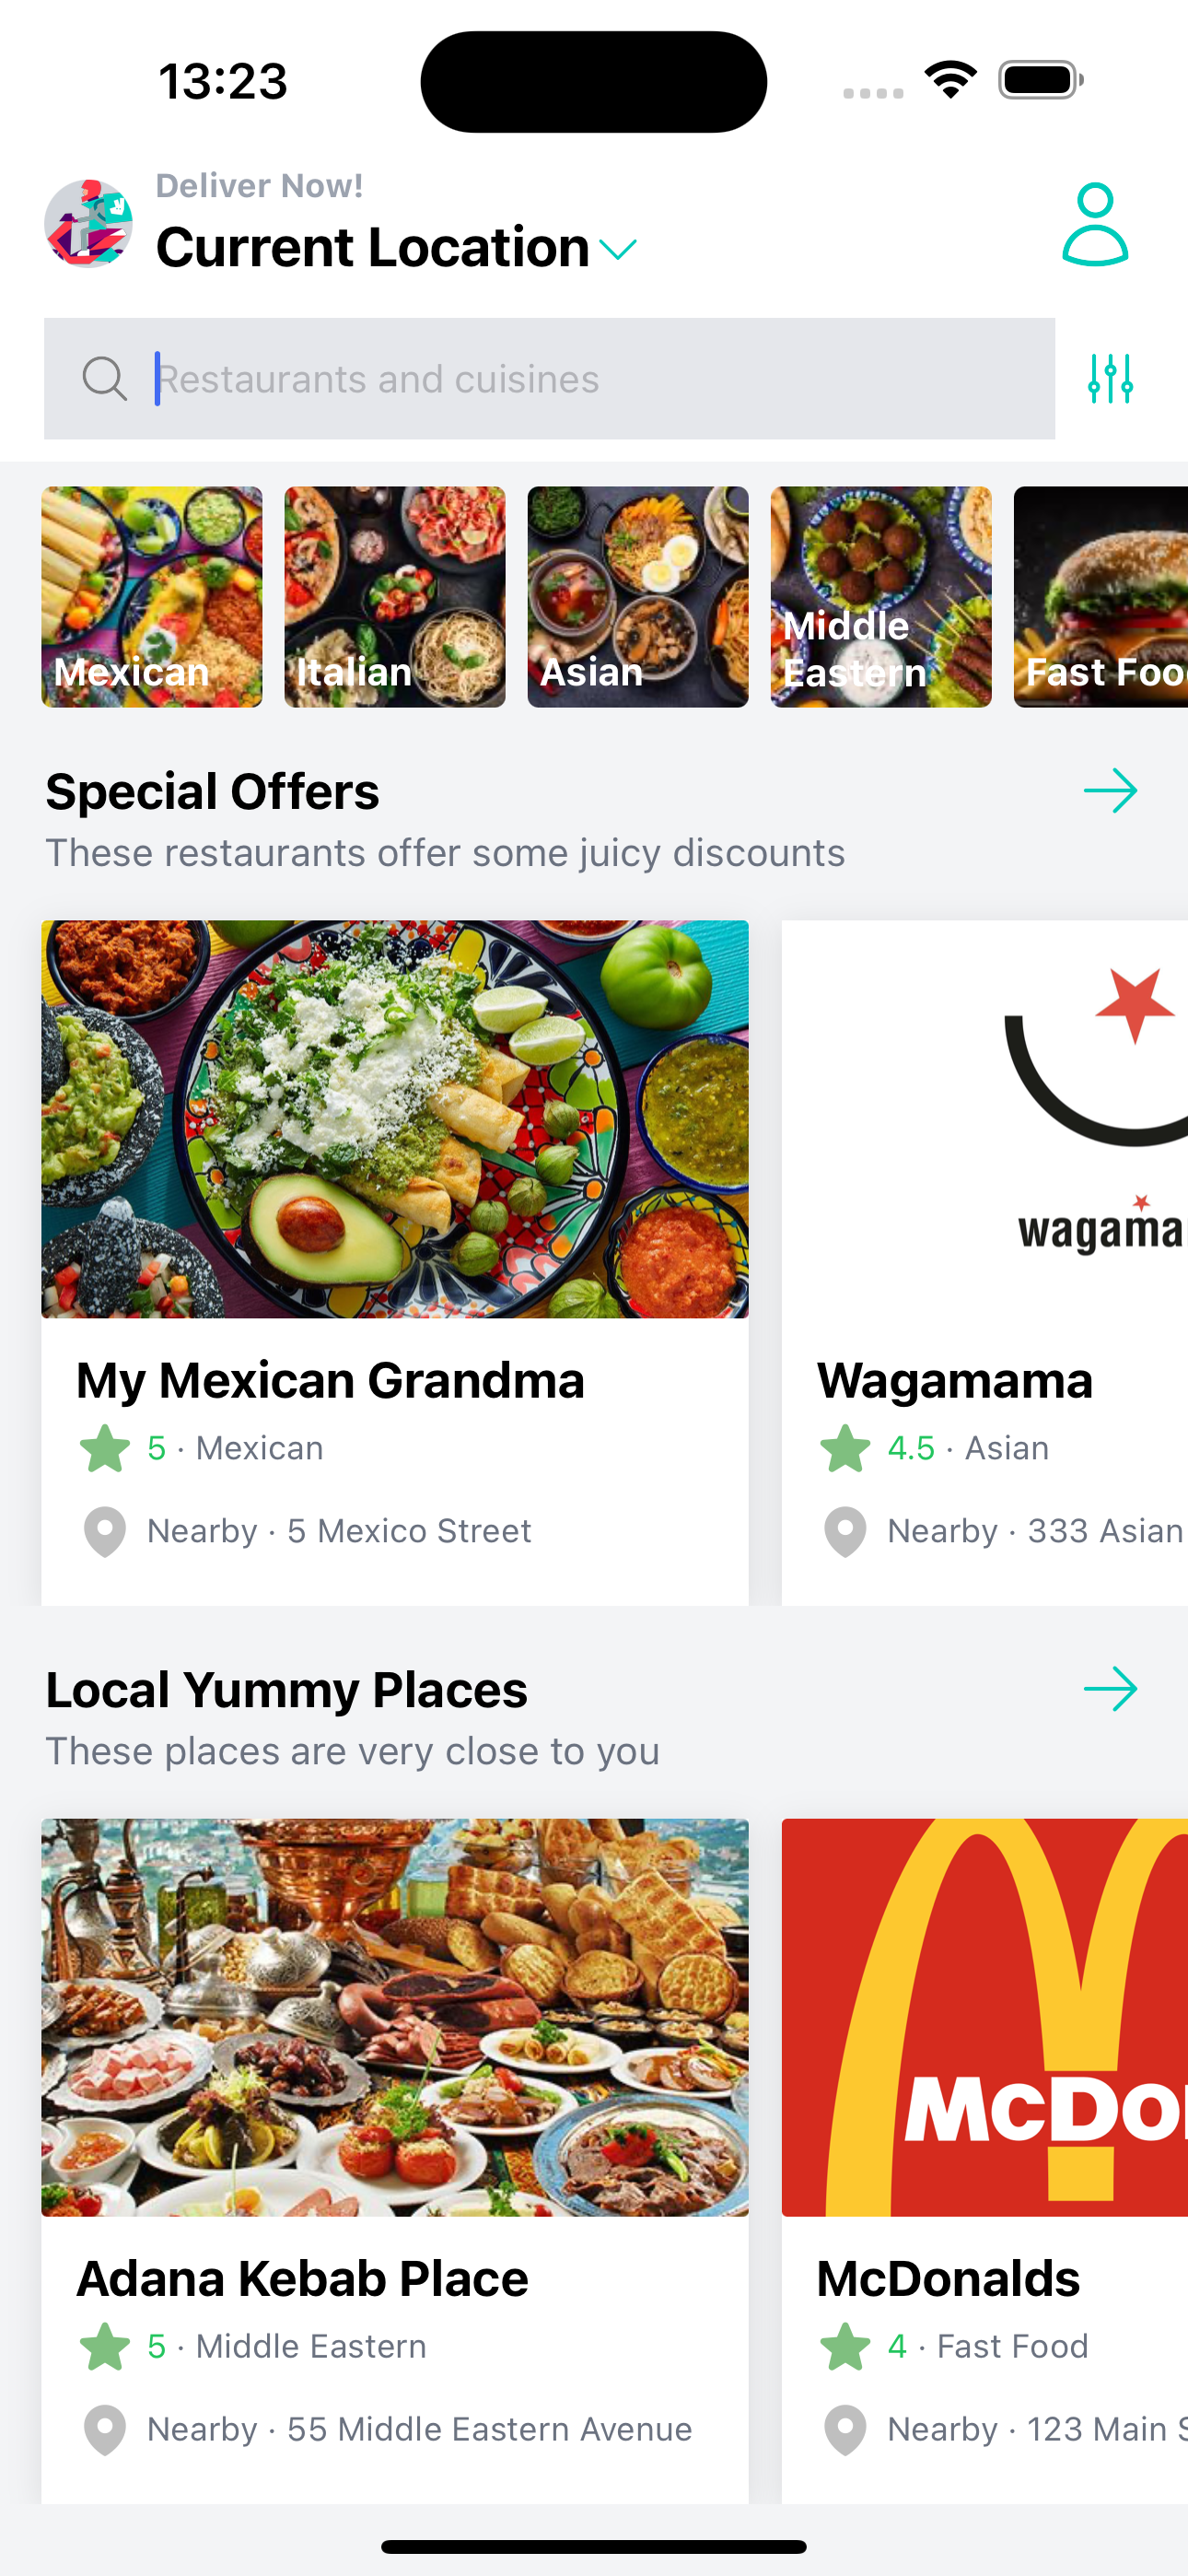 13:23
Deliver Now!
Current Location
Restaurants and cuisines
Mexican
Italian
Asian
Middle
Eastern
Fast Foo
Special Offers
These restaurants offer some juicy discounts
wagama
My Mexican Grandma
5 · Mexican
Nearby · 5 Mexico Street
Wagamama
4.5 · Asian
Nearby · 333 Asian
Local Yummy Places
These places are very close to you
McDo
Adana Kebab Place
5 · Middle Eastern
Nearby · 55 Middle Eastern Avenue
McDonalds
4 · Fast Food
Nearby · 123 Main S